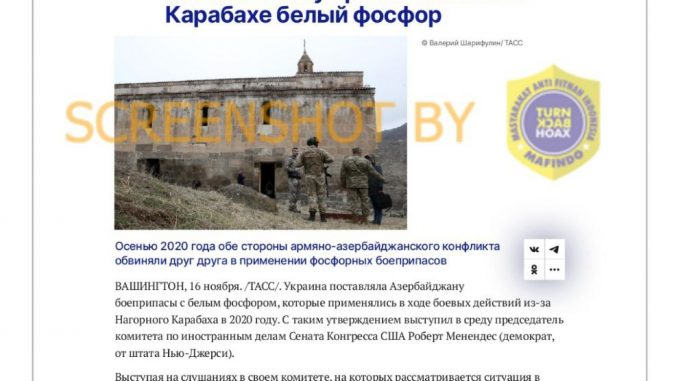 Карабахе белый фосфор
© Валерий Шарифулин/ ТАСС
SCREENSHOT BY
MASYARAKAT ANTI FITNAH INDONESIA
TURN
BACK
HOAX
MAFINDO
Осенью 2020 года обе стороны армяно-азербайджанского конфликта
обвиняли друг друга в применении фосфорных боеприпасов
ВАШИНГТОН, 16 ноября. /ТАСС/. Украина поставляла Азербайджану
боеприпасы с белым фосфором, которые применялись в ходе боевых действий из-за
Нагорного Карабаха в 2020 году. С таким утверждением выступил в среду председатель
комитета по иностранным делам Сената Конгресса США Роберт Менендес (демократ,
от штата Нью-Джерси).
Выступая на слушаниях в своем комитете, на которых рассматривается ситуация в